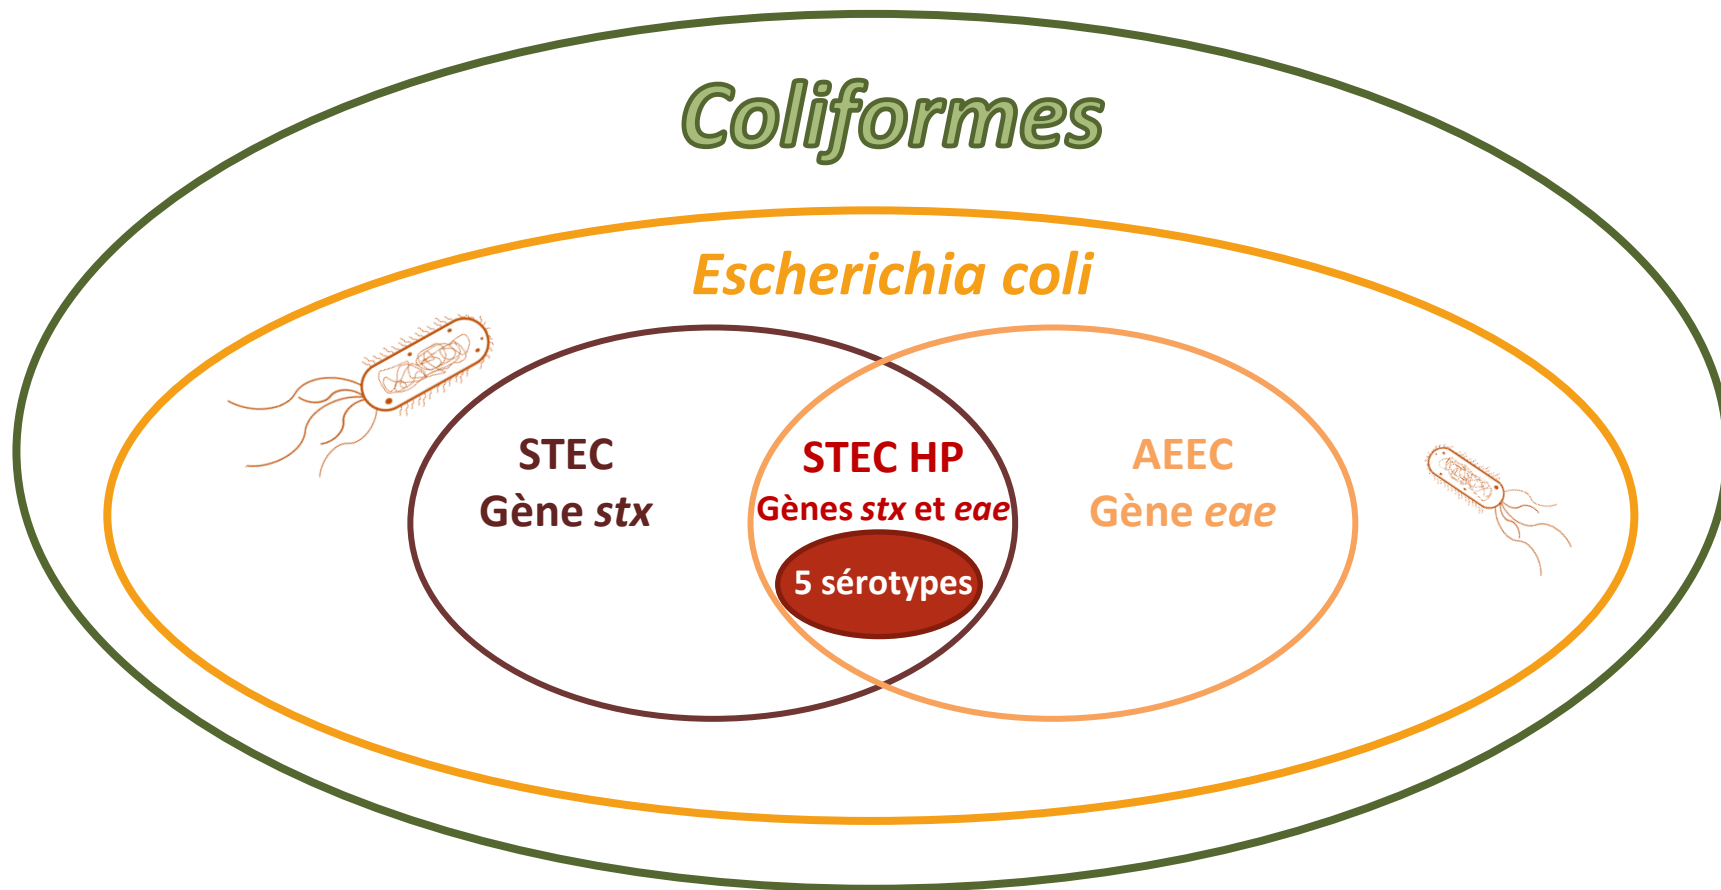 Coliformes
Escherichia coli
STEC
Gène stx
STEC HP
Gènes stx et eae
5 sérotypes
AEEC
Gène eae